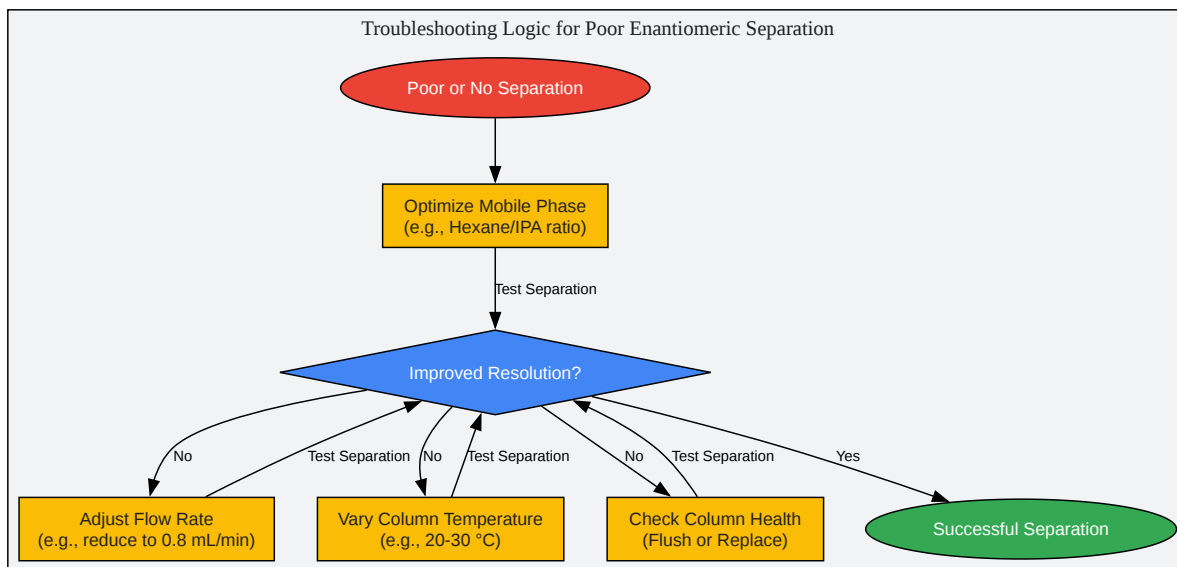 Troubleshooting Logic for Poor Enantiomeric Separation
Poor or No Separation
Optimize Mobile Phase
(e.g., Hexane/IPA ratio)
Test Separation
Improved Resolution?
No
Test Separation
No
Test Separation
No
Test Separation
Yes
Adjust Flow Rate
(e.g., reduce to 0.8 mL/min)
Vary Column Temperature
(e.g., 20-30 °C)
Check Column Health
(Flush or Replace)
Successful Separation